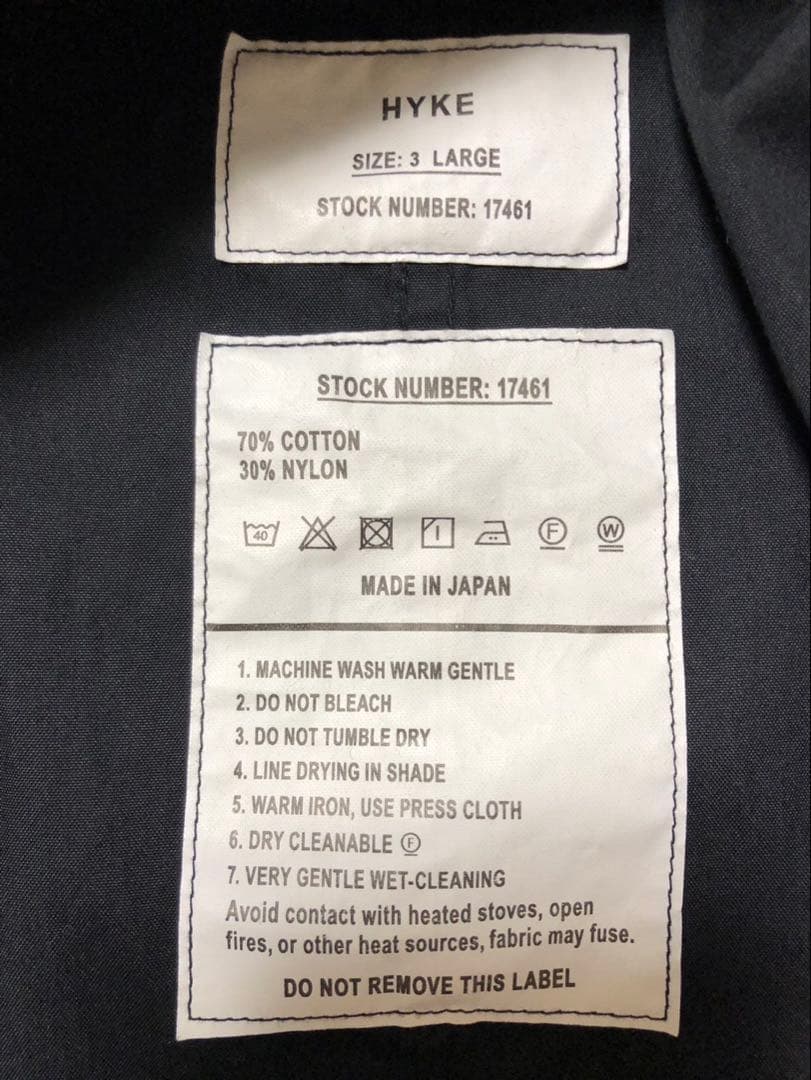 HYKE
SIZE: 3 LARGE
STOCK NUMBER: 17461
STOCK NUMBER: 17461
70% COTTON
30% NYLON
40 F W
MADE IN JAPAN
1. MACHINE WASH WARM GENTLE
2. DO NOT BLEACH
3. DO NOT TUMBLE DRY
4. LINE DRYING IN SHADE
5. WARM IRON, USE PRESS CLOTH
6. DRY CLEANABLE Ⓕ
7. VERY GENTLE WET-CLEANING
Avoid contact with heated stoves, open
fires, or other heat sources, fabric may fuse.
DO NOT REMOVE THIS LABEL